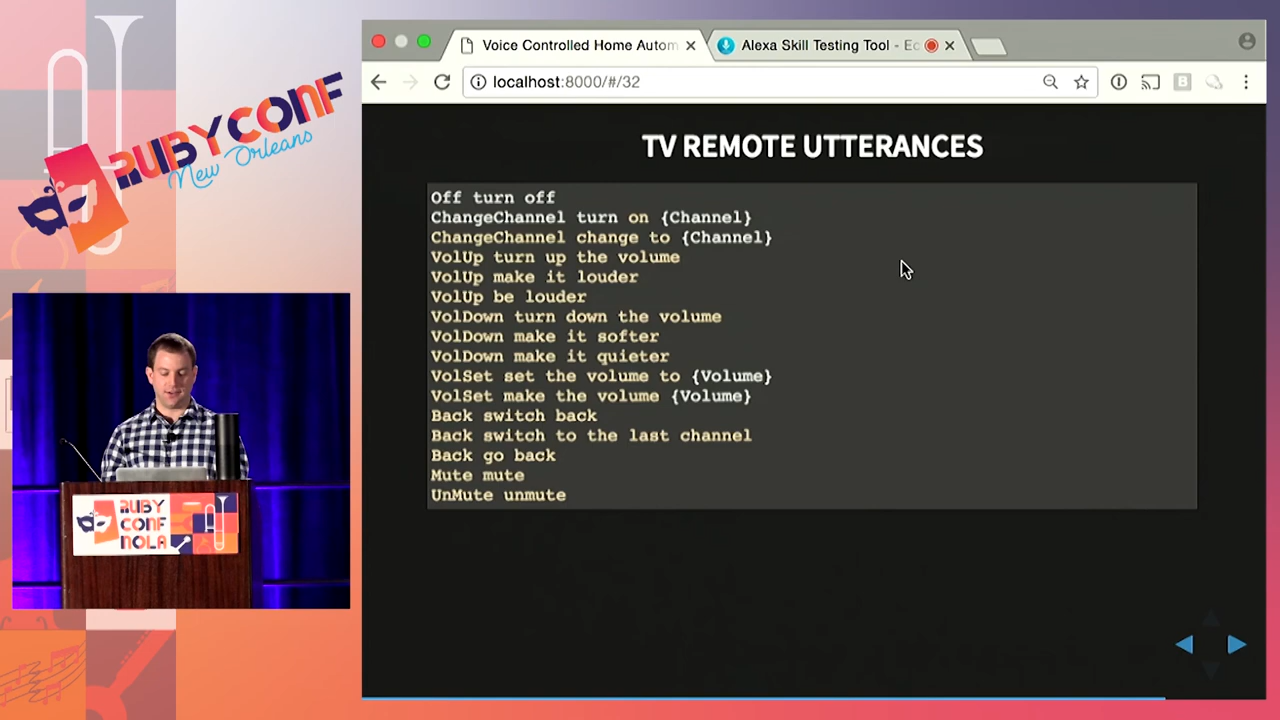 RUBYCONF
New Orleans
RUBY
CONF
NOLA
Voice Controlled Home Autom
Alexa Skill Testing Tool - Ec
localhost:8000/#/32
TV REMOTE UTTERANCES
Off turn off
ChangeChannel turn on {Channel}
ChangeChannel change to {Channel}
VolUp turn up the volume
VolUp make it louder
VolUp be louder
VolDown turn down the volume
VolDown make it softer
VolDown make it quieter
VolSet set the volume to {Volume}
VolSet make the volume {Volume}
Back switch back
Back switch to the last channel
Back go back
Mute mute
UnMute unmute